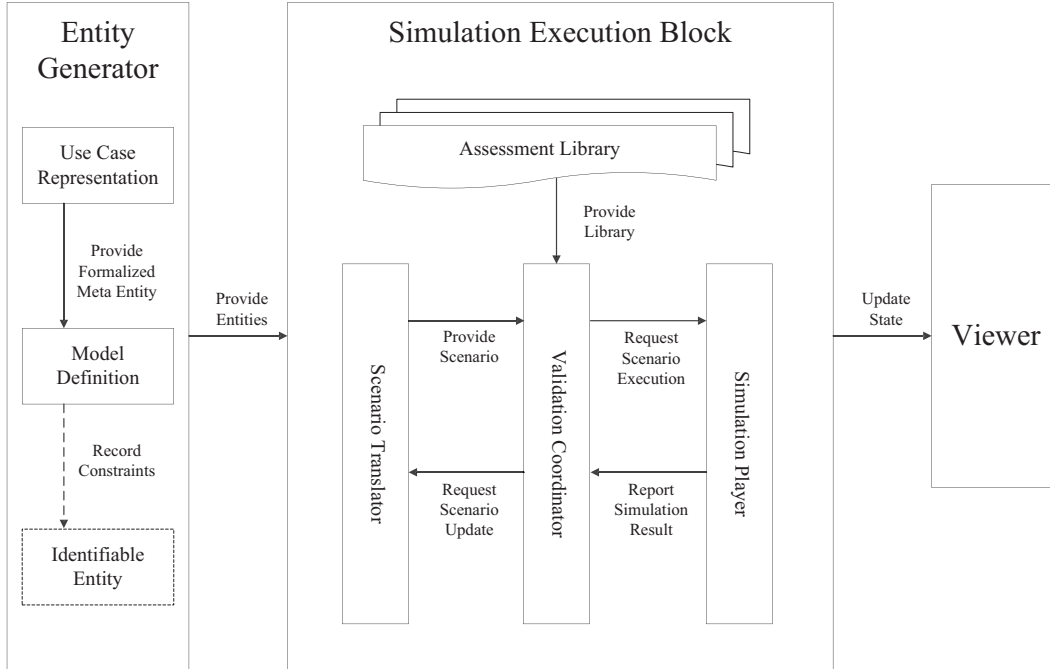 Entity
Generator
Use Case
Representation
Provide
Formalized
Meta Entity
Model
Definition
Record
Constraints
Identifiable
Entity
Provide
Entities
Simulation Execution Block
Assessment Library
Provide
Library
Scenario Translator
Provide
Scenario
Request
Scenario
Update
Validation Coordinator
Request
Scenario
Execution
Report
Simulation
Result
Simulation Player
Update
State
Viewer